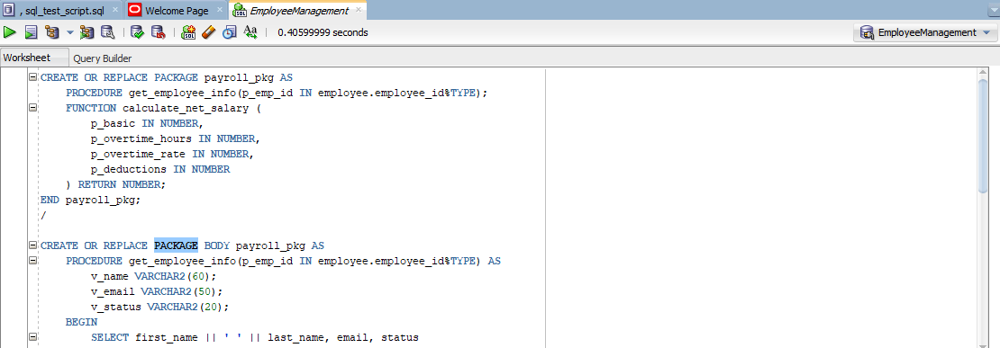 , sql_test_script.sql × Welcome Page × EmployeeManagement ×
SQL 0.40599999 seconds EmployeeManagement
Worksheet Query Builder
CREATE OR REPLACE PACKAGE payroll_pkg AS
    PROCEDURE get_employee_info(p_emp_id IN employee.employee_id%TYPE);
    FUNCTION calculate_net_salary (
        p_basic IN NUMBER,
        p_overtime_hours IN NUMBER,
        p_overtime_rate IN NUMBER,
        p_deductions IN NUMBER
    ) RETURN NUMBER;
END payroll_pkg;
/
CREATE OR REPLACE PACKAGE BODY payroll_pkg AS
    PROCEDURE get_employee_info(p_emp_id IN employee.employee_id%TYPE) AS
        v_name VARCHAR2(60);
        v_email VARCHAR2(50);
        v_status VARCHAR2(20);
    BEGIN
        SELECT first_name || ' ' || last_name, email, status